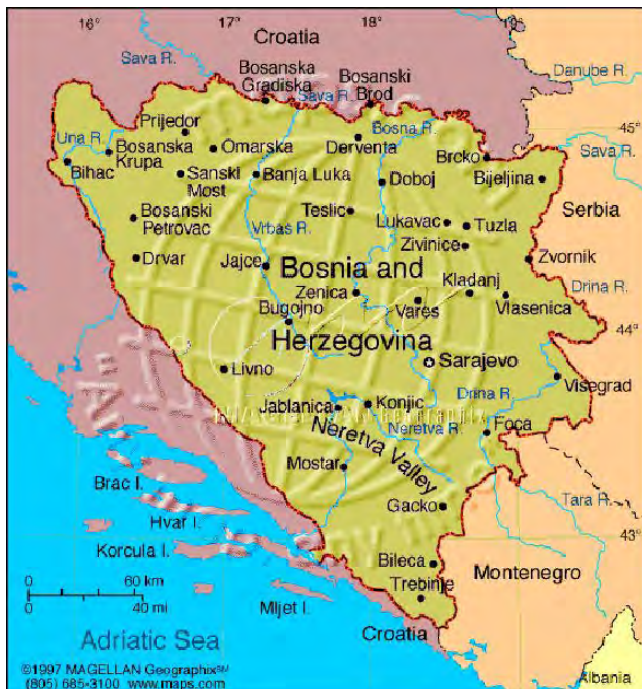 16°
17°
18°
19°
Croatia
Sava R.
Bosanska
Gradiska
Sava R.
Bosanski
Brod
Danube R.
Prijedor
Una R.
Bosanska
Krupa
Omarska
Derventa
Bosna R.
Brcko
45°
Sava R.
Bihac
Sanski
Most
Banja Luka
Doboj
Bijeljina
Serbia
Bosanski
Petrovac
Teslic
Vrbas R.
Lukavac
Tuzla
Zivinice
Drvar
Jajce
Bosnia and
Herzegovina
Zvornik
Zenica
Kladanj
Drina R.
Bugojno
Vares
Vlasenica
44°
Sarajevo
Livno
Drina R.
Visegrad
Jablanica
Konjic
Neretva R.
Foca
Neretva Valley
Mostar
Gacko
Tara R.
Brac I.
Hvar I.
43°
Korcula I.
Bileca
Montenegro
Trebinje
0 60 km
0 40 mi
Mljet I.
Croatia
Adriatic Sea
Albania
©1997 MAGELLAN Geographix℠
(805) 685-3100 www.maps.com